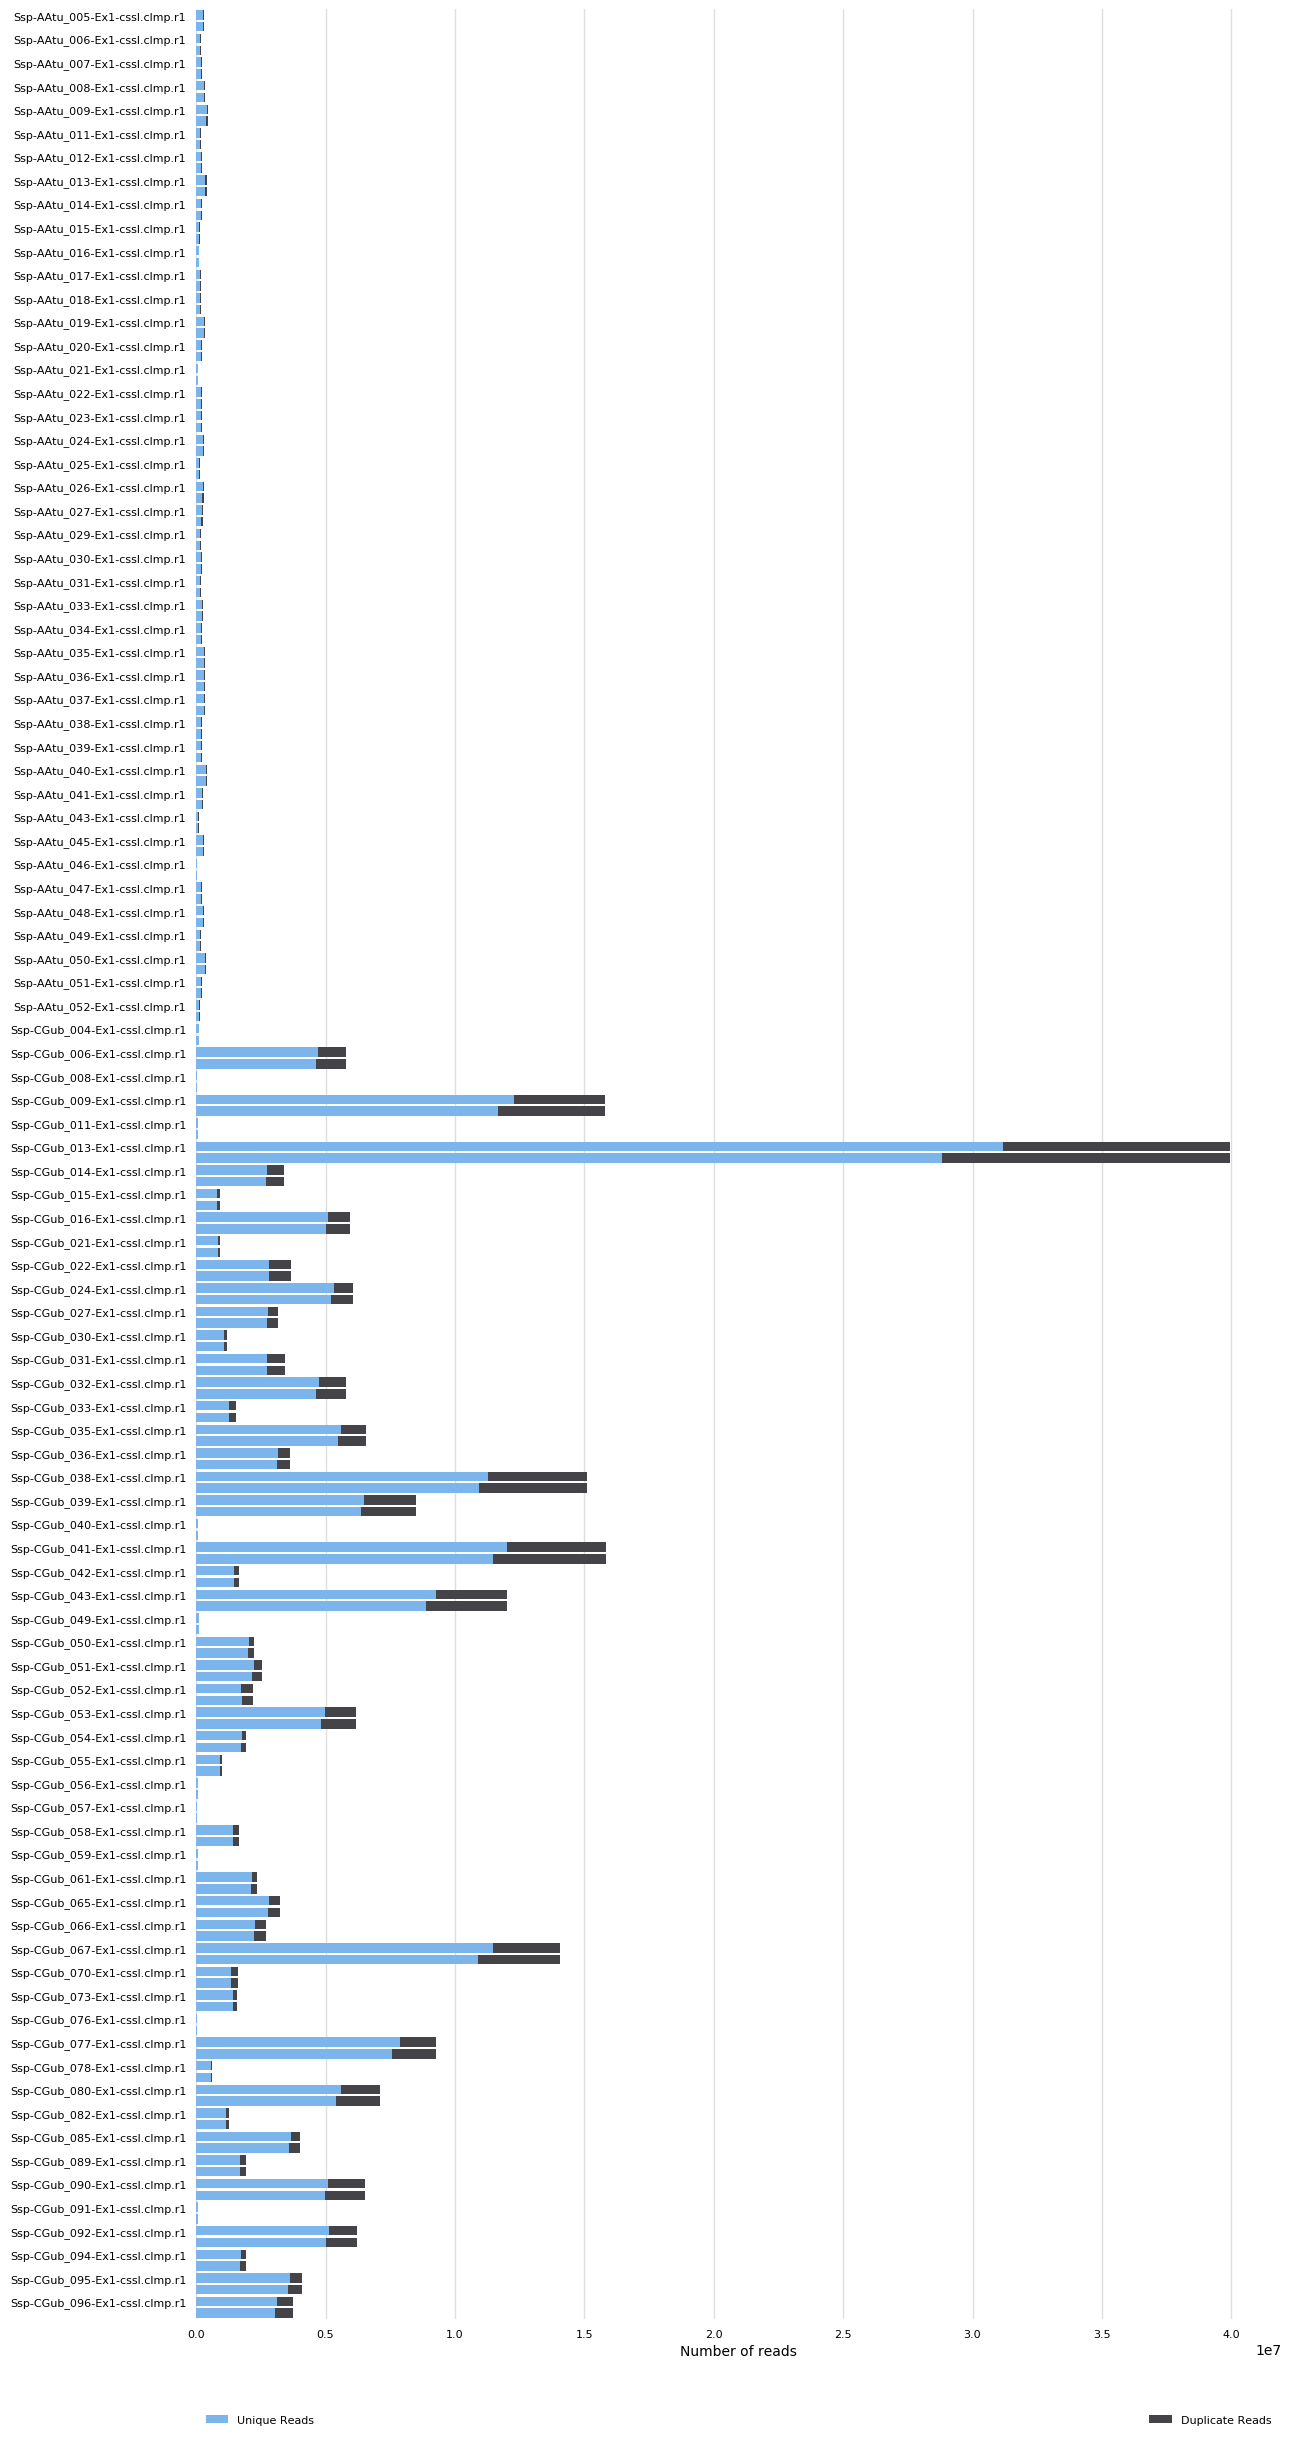 Ssp-AAtu_005-Ex1-cssl.clmp.r1
Ssp-AAtu_006-Ex1-cssl.clmp.r1
Ssp-AAtu_007-Ex1-cssl.clmp.r1
Ssp-AAtu_008-Ex1-cssl.clmp.r1
Ssp-AAtu_009-Ex1-cssl.clmp.r1
Ssp-AAtu_011-Ex1-cssl.clmp.r1
Ssp-AAtu_012-Ex1-cssl.clmp.r1
Ssp-AAtu_013-Ex1-cssl.clmp.r1
Ssp-AAtu_014-Ex1-cssl.clmp.r1
Ssp-AAtu_015-Ex1-cssl.clmp.r1
Ssp-AAtu_016-Ex1-cssl.clmp.r1
Ssp-AAtu_017-Ex1-cssl.clmp.r1
Ssp-AAtu_018-Ex1-cssl.clmp.r1
Ssp-AAtu_019-Ex1-cssl.clmp.r1
Ssp-AAtu_020-Ex1-cssl.clmp.r1
Ssp-AAtu_021-Ex1-cssl.clmp.r1
Ssp-AAtu_022-Ex1-cssl.clmp.r1
Ssp-AAtu_023-Ex1-cssl.clmp.r1
Ssp-AAtu_024-Ex1-cssl.clmp.r1
Ssp-AAtu_025-Ex1-cssl.clmp.r1
Ssp-AAtu_026-Ex1-cssl.clmp.r1
Ssp-AAtu_027-Ex1-cssl.clmp.r1
Ssp-AAtu_029-Ex1-cssl.clmp.r1
Ssp-AAtu_030-Ex1-cssl.clmp.r1
Ssp-AAtu_031-Ex1-cssl.clmp.r1
Ssp-AAtu_033-Ex1-cssl.clmp.r1
Ssp-AAtu_034-Ex1-cssl.clmp.r1
Ssp-AAtu_035-Ex1-cssl.clmp.r1
Ssp-AAtu_036-Ex1-cssl.clmp.r1
Ssp-AAtu_037-Ex1-cssl.clmp.r1
Ssp-AAtu_038-Ex1-cssl.clmp.r1
Ssp-AAtu_039-Ex1-cssl.clmp.r1
Ssp-AAtu_040-Ex1-cssl.clmp.r1
Ssp-AAtu_041-Ex1-cssl.clmp.r1
Ssp-AAtu_043-Ex1-cssl.clmp.r1
Ssp-AAtu_045-Ex1-cssl.clmp.r1
Ssp-AAtu_046-Ex1-cssl.clmp.r1
Ssp-AAtu_047-Ex1-cssl.clmp.r1
Ssp-AAtu_048-Ex1-cssl.clmp.r1
Ssp-AAtu_049-Ex1-cssl.clmp.r1
Ssp-AAtu_050-Ex1-cssl.clmp.r1
Ssp-AAtu_051-Ex1-cssl.clmp.r1
Ssp-AAtu_052-Ex1-cssl.clmp.r1
Ssp-CGub_004-Ex1-cssl.clmp.r1
Ssp-CGub_006-Ex1-cssl.clmp.r1
Ssp-CGub_008-Ex1-cssl.clmp.r1
Ssp-CGub_009-Ex1-cssl.clmp.r1
Ssp-CGub_011-Ex1-cssl.clmp.r1
Ssp-CGub_013-Ex1-cssl.clmp.r1
Ssp-CGub_014-Ex1-cssl.clmp.r1
Ssp-CGub_015-Ex1-cssl.clmp.r1
Ssp-CGub_016-Ex1-cssl.clmp.r1
Ssp-CGub_021-Ex1-cssl.clmp.r1
Ssp-CGub_022-Ex1-cssl.clmp.r1
Ssp-CGub_024-Ex1-cssl.clmp.r1
Ssp-CGub_027-Ex1-cssl.clmp.r1
Ssp-CGub_030-Ex1-cssl.clmp.r1
Ssp-CGub_031-Ex1-cssl.clmp.r1
Ssp-CGub_032-Ex1-cssl.clmp.r1
Ssp-CGub_033-Ex1-cssl.clmp.r1
Ssp-CGub_035-Ex1-cssl.clmp.r1
Ssp-CGub_036-Ex1-cssl.clmp.r1
Ssp-CGub_038-Ex1-cssl.clmp.r1
Ssp-CGub_039-Ex1-cssl.clmp.r1
Ssp-CGub_040-Ex1-cssl.clmp.r1
Ssp-CGub_041-Ex1-cssl.clmp.r1
Ssp-CGub_042-Ex1-cssl.clmp.r1
Ssp-CGub_043-Ex1-cssl.clmp.r1
Ssp-CGub_049-Ex1-cssl.clmp.r1
Ssp-CGub_050-Ex1-cssl.clmp.r1
Ssp-CGub_051-Ex1-cssl.clmp.r1
Ssp-CGub_052-Ex1-cssl.clmp.r1
Ssp-CGub_053-Ex1-cssl.clmp.r1
Ssp-CGub_054-Ex1-cssl.clmp.r1
Ssp-CGub_055-Ex1-cssl.clmp.r1
Ssp-CGub_056-Ex1-cssl.clmp.r1
Ssp-CGub_057-Ex1-cssl.clmp.r1
Ssp-CGub_058-Ex1-cssl.clmp.r1
Ssp-CGub_059-Ex1-cssl.clmp.r1
Ssp-CGub_061-Ex1-cssl.clmp.r1
Ssp-CGub_065-Ex1-cssl.clmp.r1
Ssp-CGub_066-Ex1-cssl.clmp.r1
Ssp-CGub_067-Ex1-cssl.clmp.r1
Ssp-CGub_070-Ex1-cssl.clmp.r1
Ssp-CGub_073-Ex1-cssl.clmp.r1
Ssp-CGub_076-Ex1-cssl.clmp.r1
Ssp-CGub_077-Ex1-cssl.clmp.r1
Ssp-CGub_078-Ex1-cssl.clmp.r1
Ssp-CGub_080-Ex1-cssl.clmp.r1
Ssp-CGub_082-Ex1-cssl.clmp.r1
Ssp-CGub_085-Ex1-cssl.clmp.r1
Ssp-CGub_089-Ex1-cssl.clmp.r1
Ssp-CGub_090-Ex1-cssl.clmp.r1
Ssp-CGub_091-Ex1-cssl.clmp.r1
Ssp-CGub_092-Ex1-cssl.clmp.r1
Ssp-CGub_094-Ex1-cssl.clmp.r1
Ssp-CGub_095-Ex1-cssl.clmp.r1
Ssp-CGub_096-Ex1-cssl.clmp.r1
0.0 0.5 1.0 1.5 2.0 2.5 3.0 3.5 4.0
Number of reads 1e7
Unique Reads Duplicate Reads